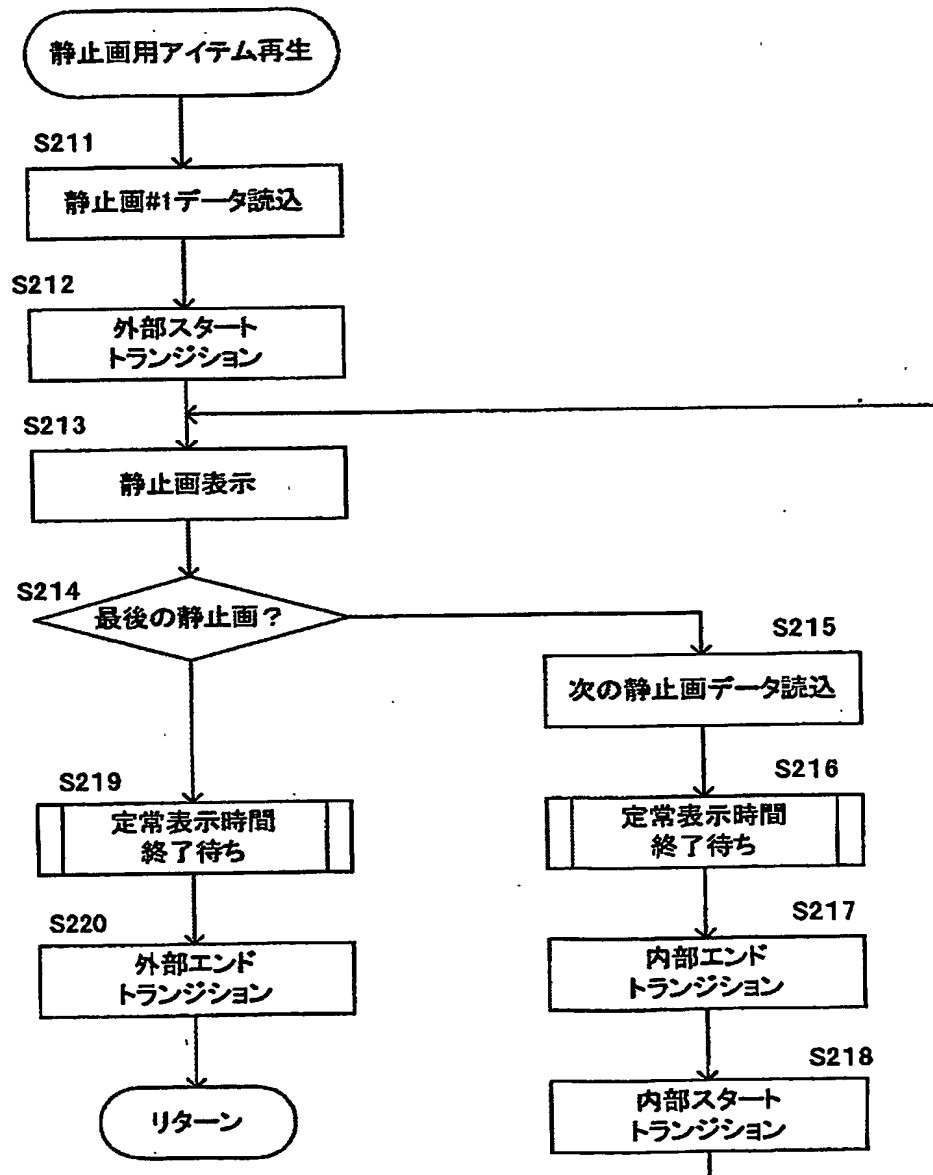 静止画用アイテム再生
S211
静止画#1データ読込
S212
外部スタート
トランジション
S213
静止画表示
S214
最後の静止画?
S215
次の静止画データ読込
S219
定常表示時間
終了待ち
S216
定常表示時間
終了待ち
S220
外部エンド
トランジション
S217
内部エンド
トランジション
S218
内部スタート
トランジション
リターン